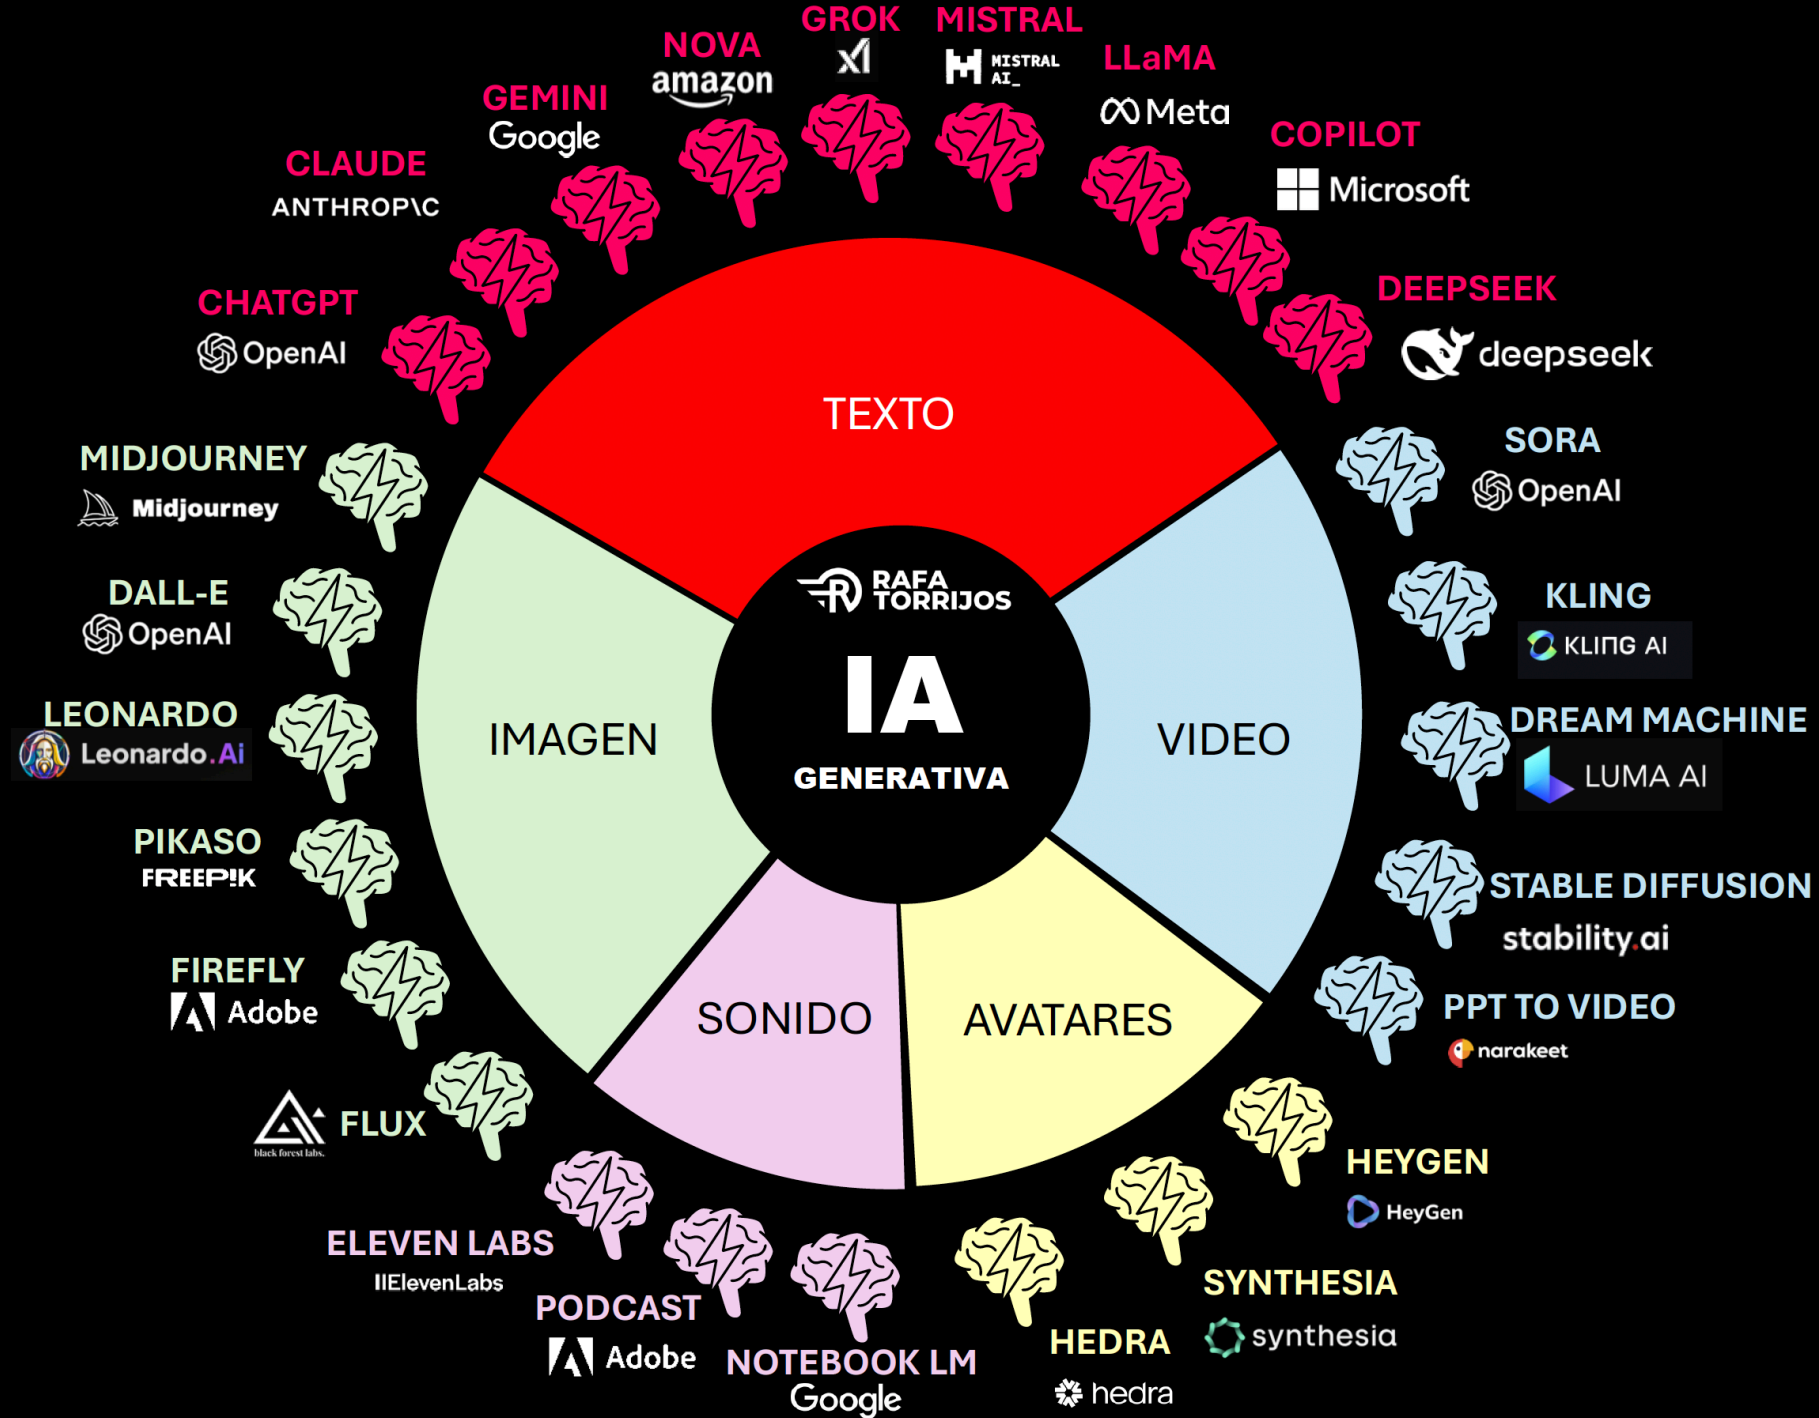 GROK
xI
MISTRAL
MISTRAL
AI_
NOVA
amazon
LLaMA
Meta
GEMINI
Google
COPILOT
Microsoft
CLAUDE
ANTHROP\C
CHATGPT
OpenAI
DEEPSEEK
deepseek
TEXTO
SORA
OpenAI
KLING
KLING AI
DREAM MACHINE
LUMA AI
STABLE DIFFUSION
stability.ai
PPT TO VIDEO
narakeet
VIDEO
MIDJOURNEY
Midjourney
DALL-E
OpenAI
LEONARDO
Leonardo.Ai
PIKASO
FREEP!K
FIREFLY
Adobe
FLUX
black forest labs.
IMAGEN
RAFA
TORRIJOS
IA
GENERATIVA
SONIDO
AVATARES
ELEVEN LABS
IIElevenLabs
PODCAST
Adobe
NOTEBOOK LM
Google
HEYGEN
HeyGen
SYNTHESIA
synthesia
HEDRA
hedra